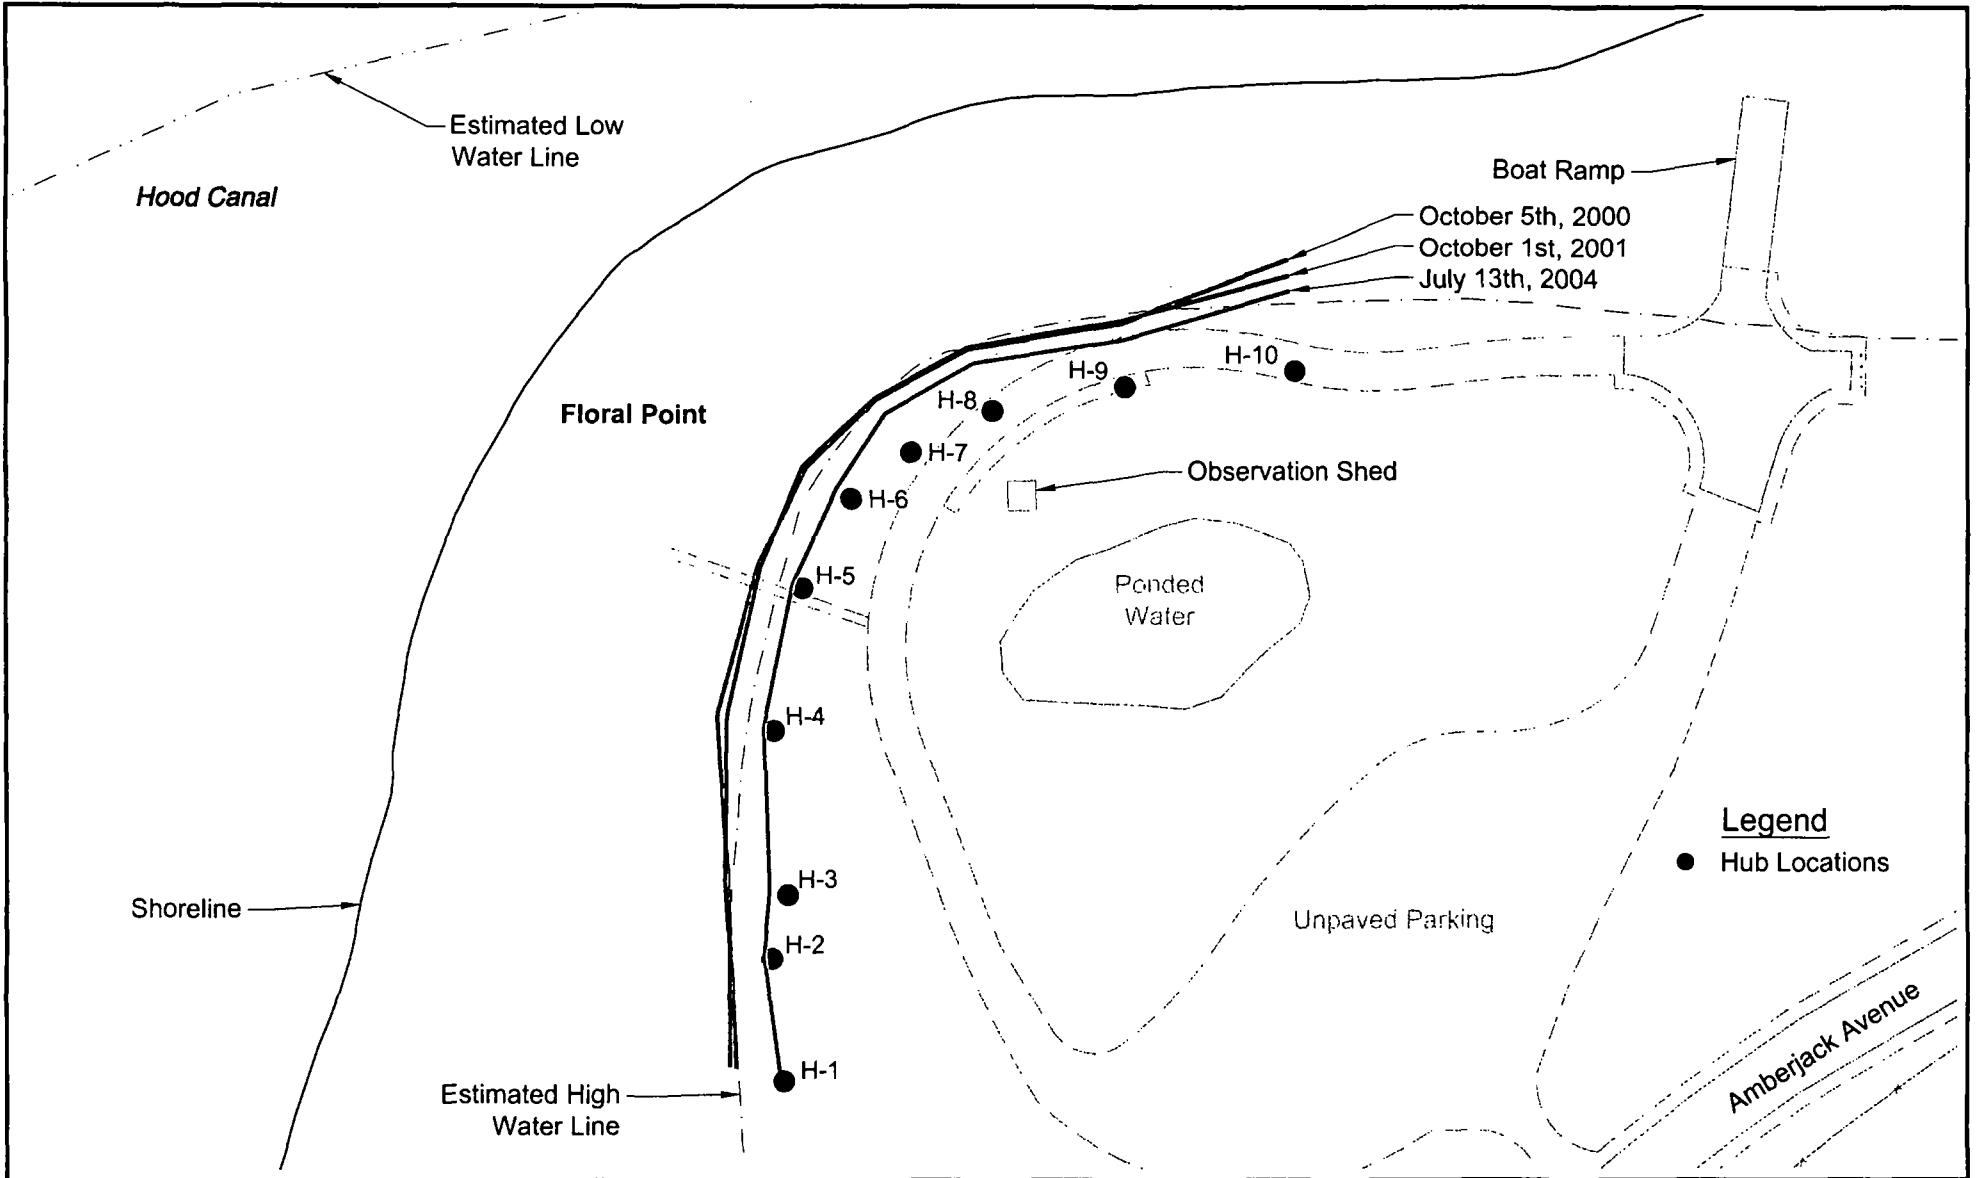 Estimated Low
Water Line
Hood Canal
Boat Ramp
October 5th, 2000
October 1st, 2001
July 13th, 2004
H-10
H-9
H-8
Floral Point
H-7
Observation Shed
H-6
H-5
Ponded
Water
H-4
Legend
Hub Locations
H-3
Shoreline
Unpaved Parking
H-2
Amberjack Avenue
H-1
Estimated High
Water Line